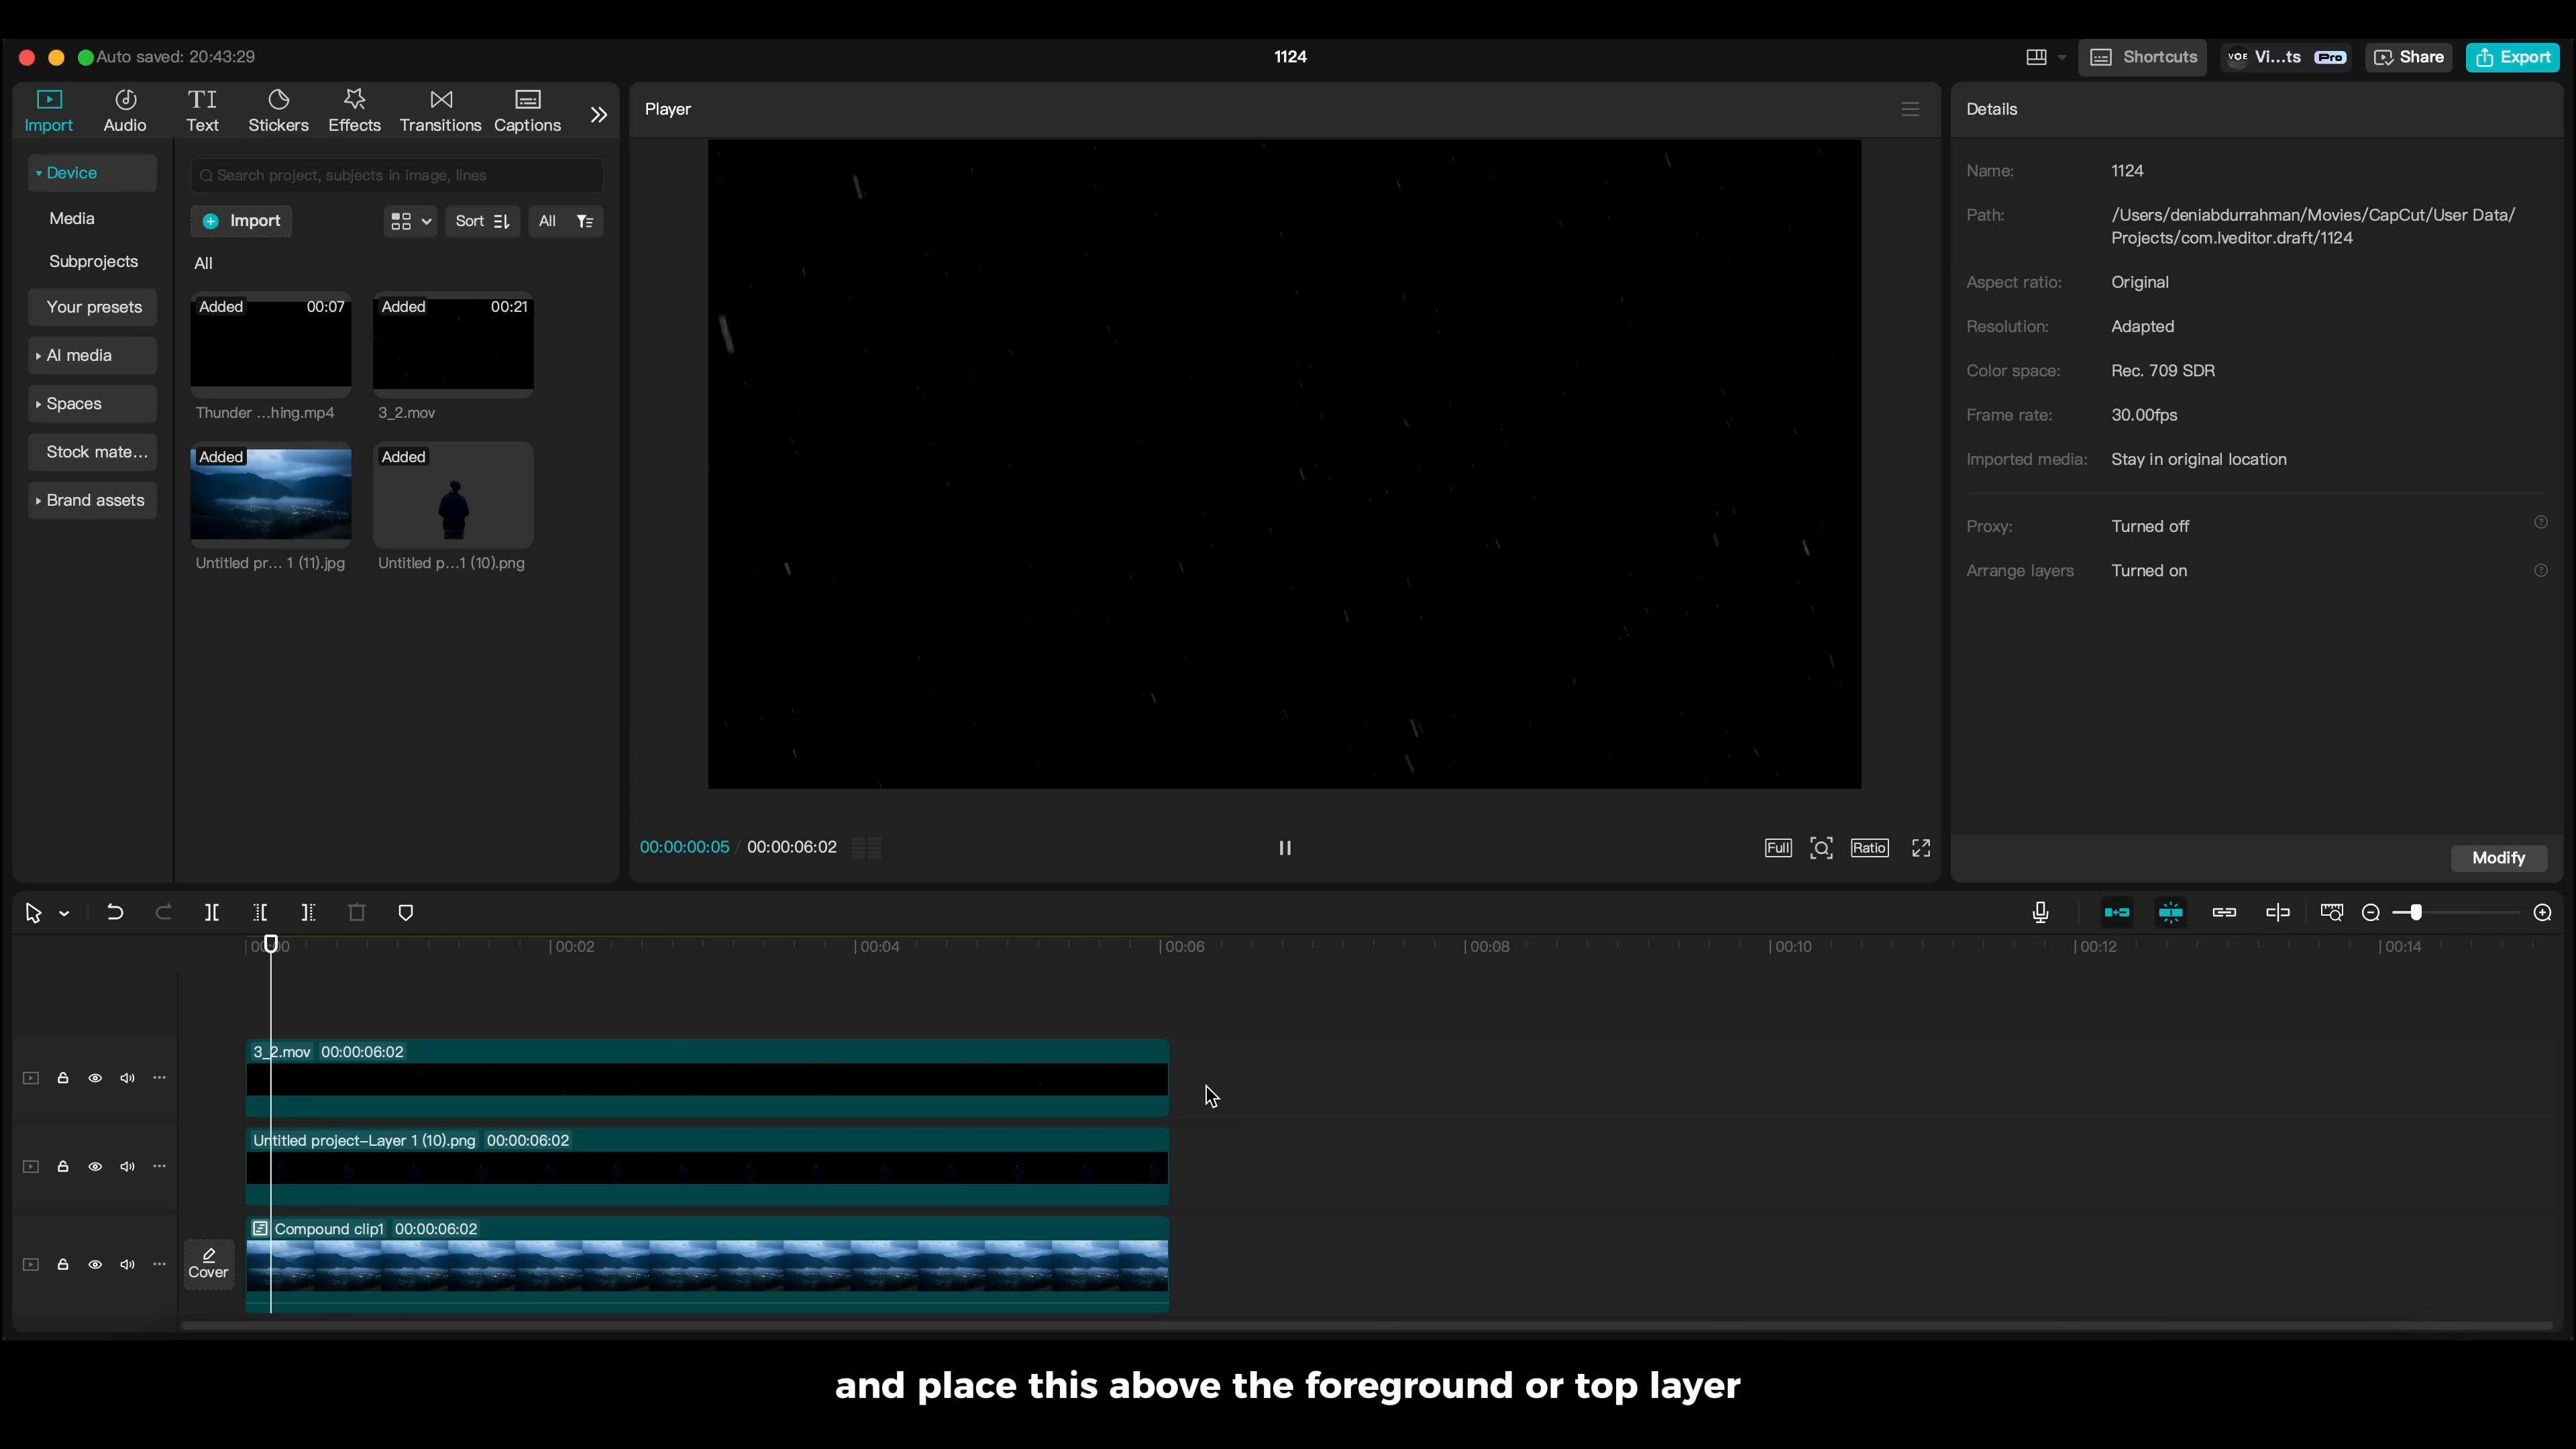 Auto saved: 20:43:29
1124
Shortcuts
VOE
Vi...ts
Pro
Share
Export
Import
Audio
TI
Text
Stickers
Effects
Transitions
Captions
Device
Media
Subprojects
Your presets
AI media
Spaces
Stock mate...
Brand assets
Search project, subjects in image, lines
Import
Sort
All
All
Added 00:07
Thunder ...hing.mp4
Added 00:21
3_2.mov
Added
Untitled pr... 1 (11).jpg
Added
Untitled p...1 (10).png
Player
00:00:00:05 / 00:00:06:02
Full
Ratio
Details
Name: 1124
Path: /Users/deniabdurrahman/Movies/CapCut/User Data/
Projects/com.lveditor.draft/1124
Aspect ratio: Original
Resolution: Adapted
Color space: Rec. 709 SDR
Frame rate: 30.00fps
Imported media: Stay in original location
Proxy: Turned off
Arrange layers Turned on
Modify
00:00
00:02
00:04
00:06
00:08
00:10
00:12
00:14
3_2.mov 00:00:06:02
Untitled project-Layer 1 (10).png 00:00:06:02
Compound clip1 00:00:06:02
Cover
and place this above the foreground or top layer